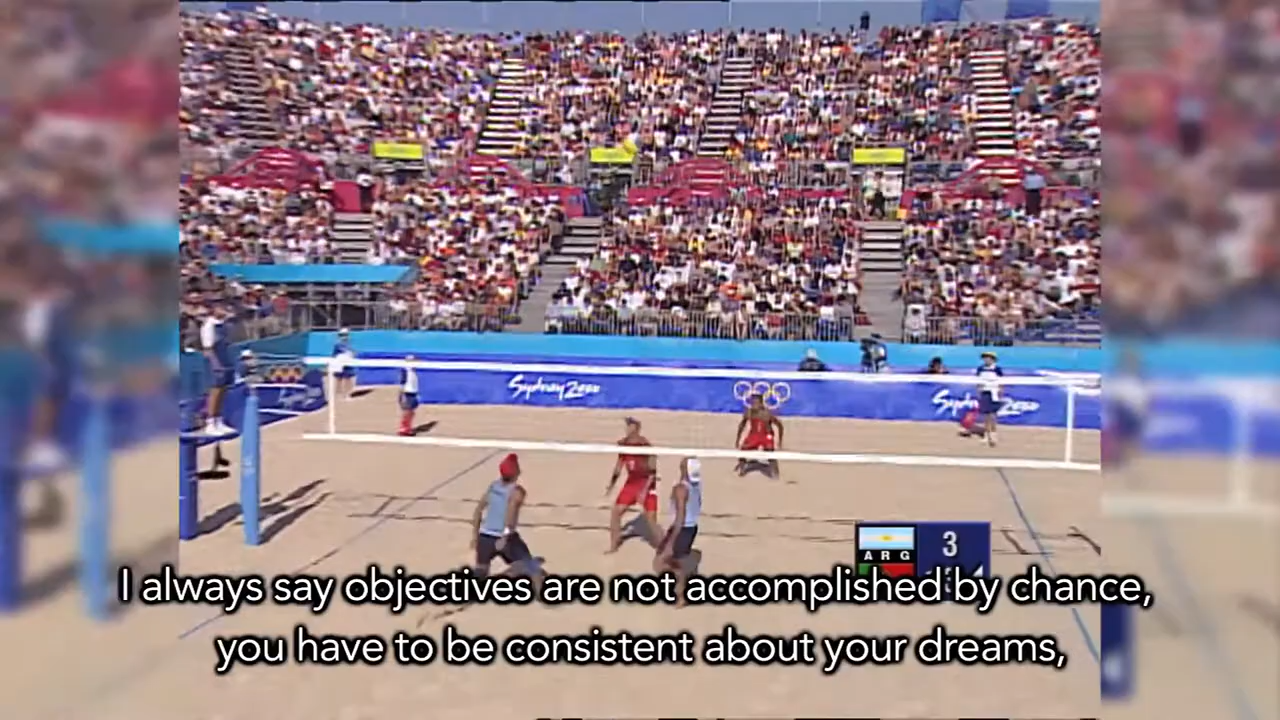 Sydney 2000
Sydney 2000
ARG
3
I always say objectives are not accomplished by chance,
you have to be consistent about your dreams,